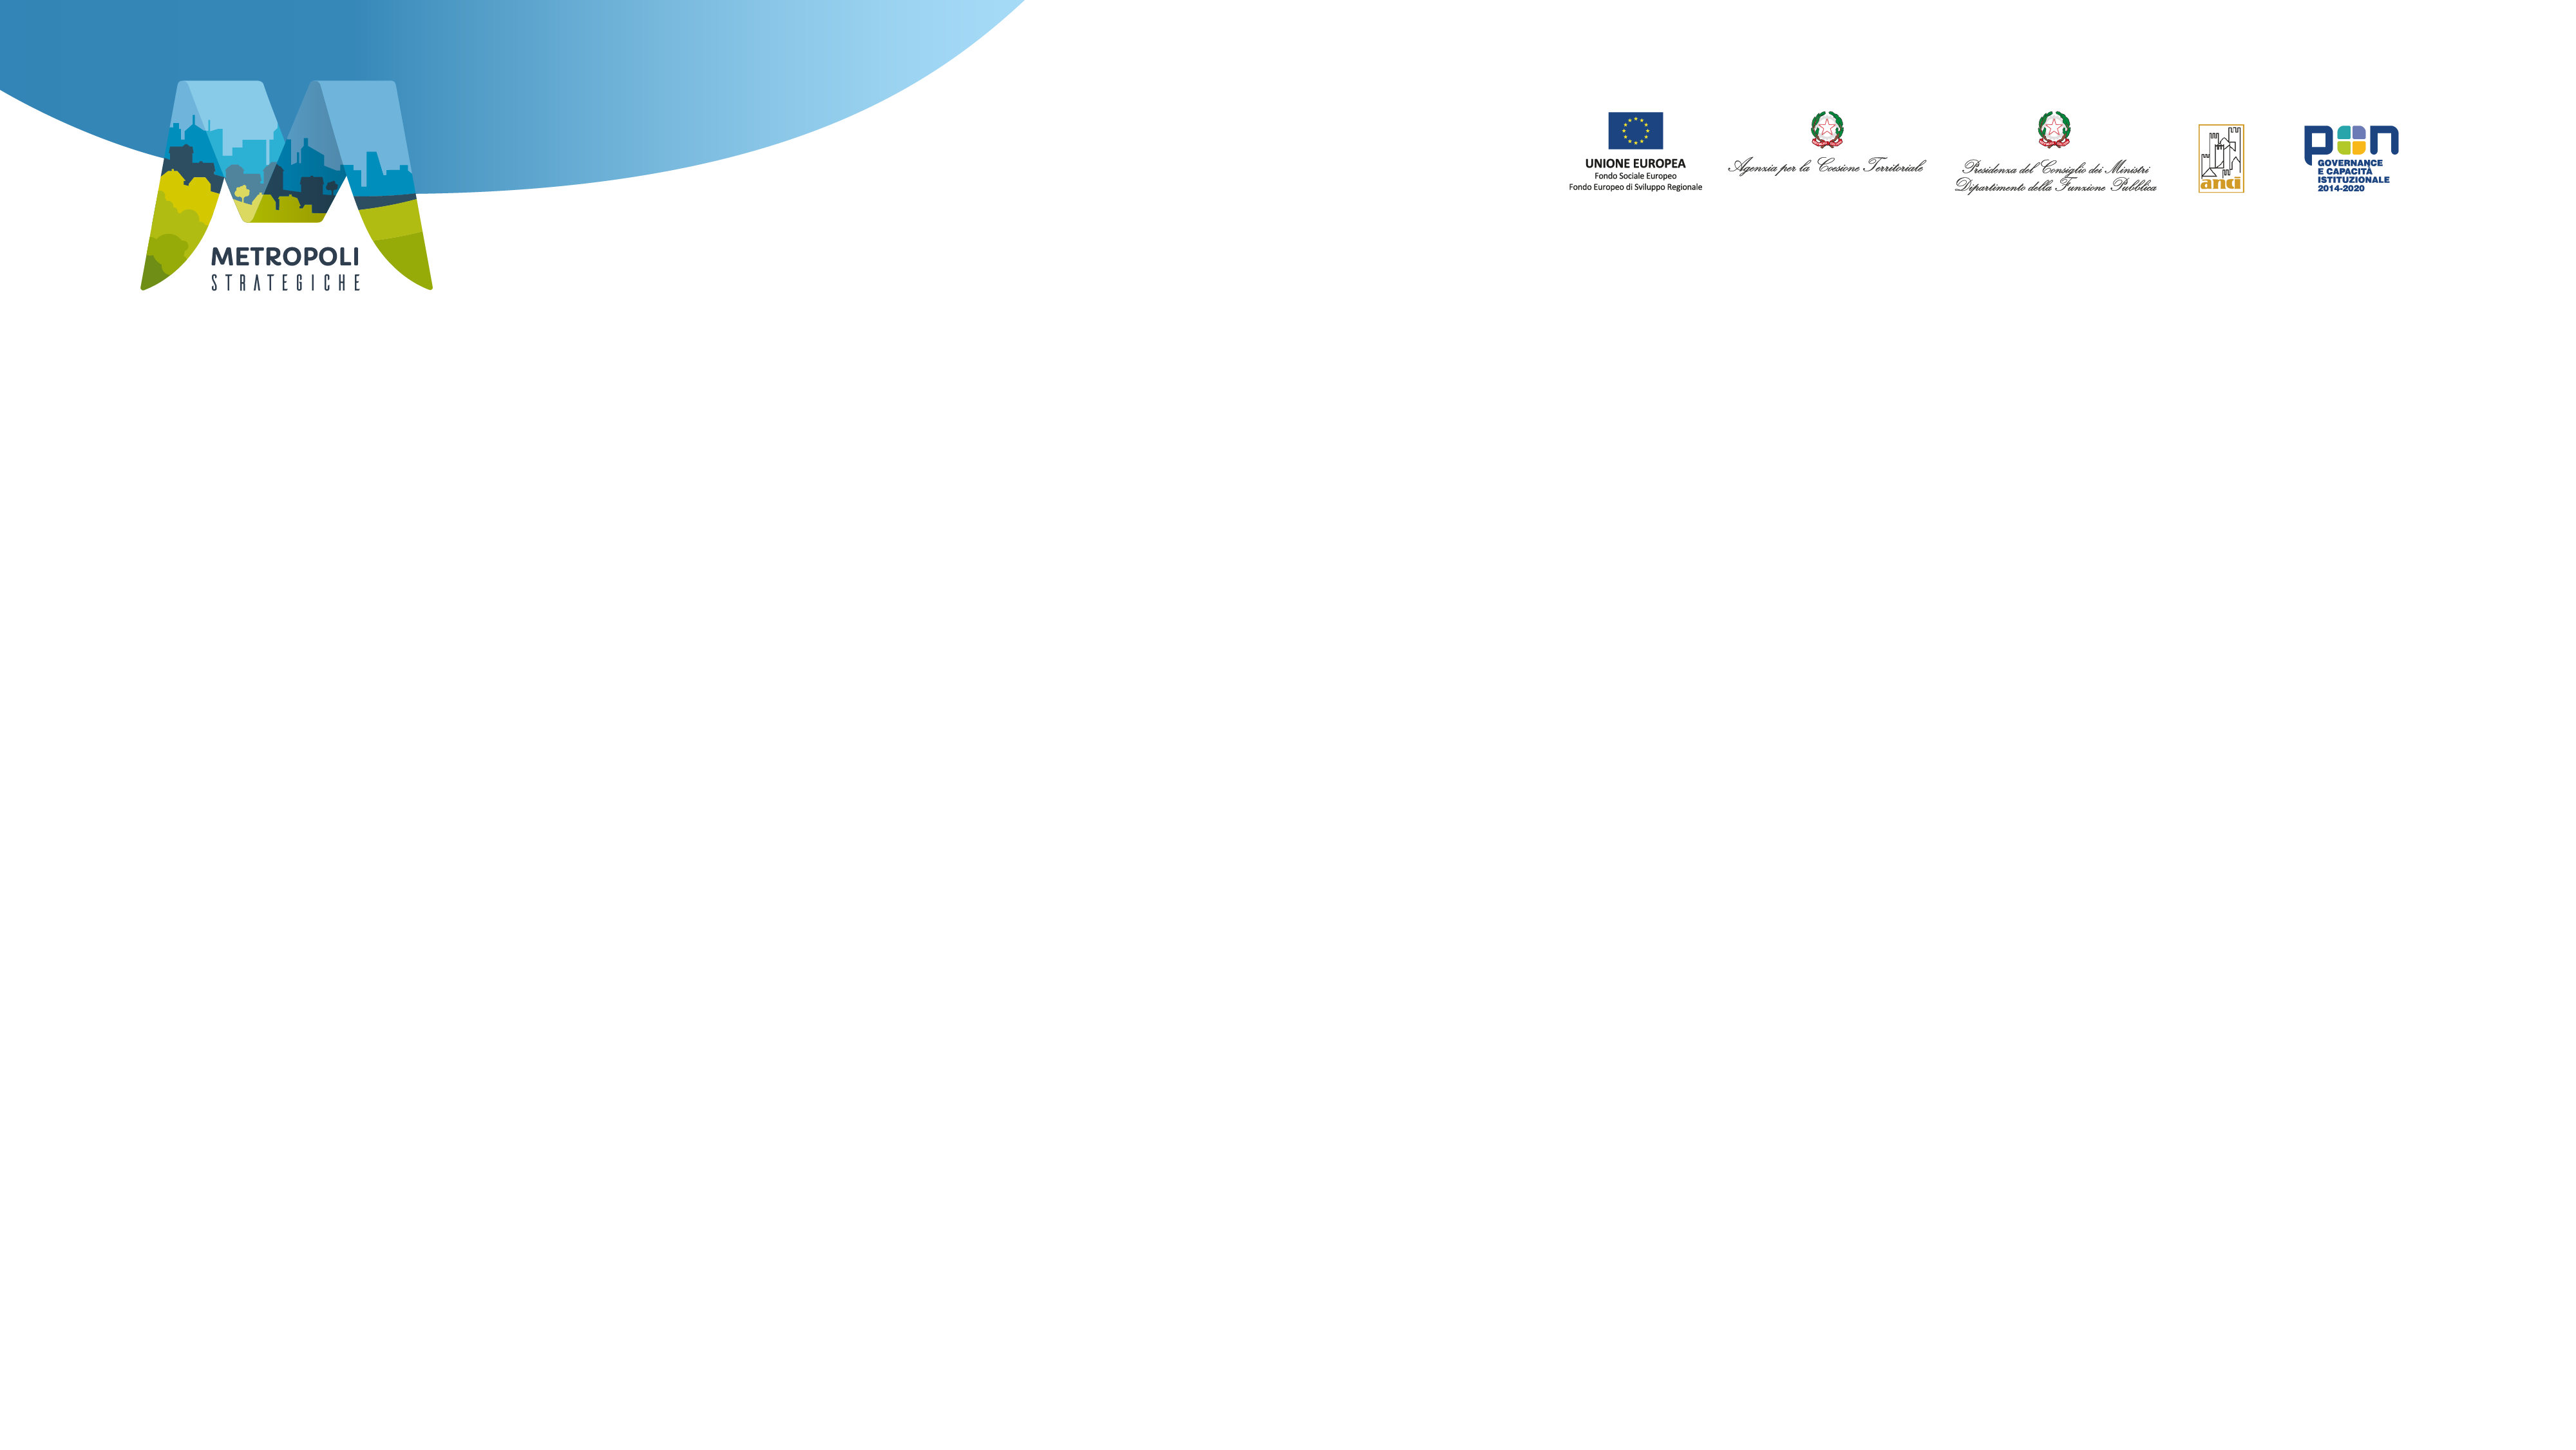 METROPOLI
STRATEGICHE
UNIONE EUROPEA
Fondo Sociale Europeo
Fondo Europeo di Sviluppo Regionale
Agenzia per la Coesione Territoriale
Presidenza del Consiglio dei Ministri
Dipartimento della Funzione Pubblica
anci
pon
GOVERNANCE
E CAPACITÀ
ISTITUZIONALE
2014-2020